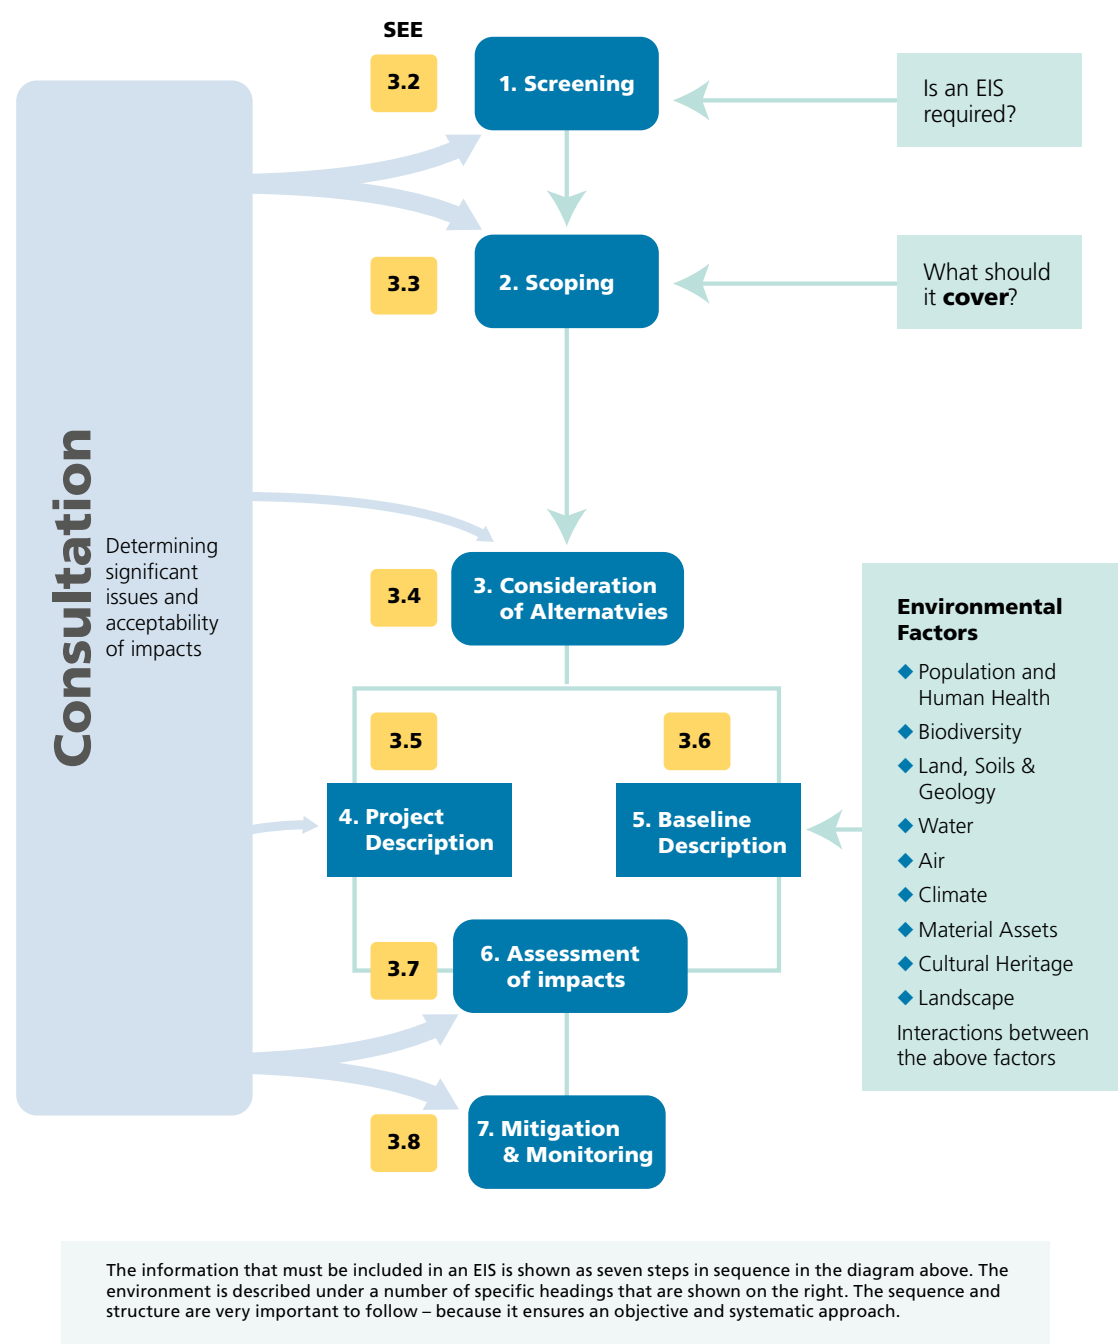 SEE
3.2
1. Screening
Is an EIS
required?
3.3
2. Scoping
What should
it cover?
Consultation
Determining
significant
issues and
acceptability
of impacts
3.4
3. Consideration
of Alternatvies
3.5
3.6
4. Project
Description
5. Baseline
Description
Environmental
Factors
Population and
Human Health
Biodiversity
Land, Soils &
Geology
Water
Air
Climate
Material Assets
Cultural Heritage
Landscape
Interactions between
the above factors
3.7
6. Assessment
of impacts
3.8
7. Mitigation
& Monitoring
The information that must be included in an EIS is shown as seven steps in sequence in the diagram above. The
environment is described under a number of specific headings that are shown on the right. The sequence and
structure are very important to follow – because it ensures an objective and systematic approach.